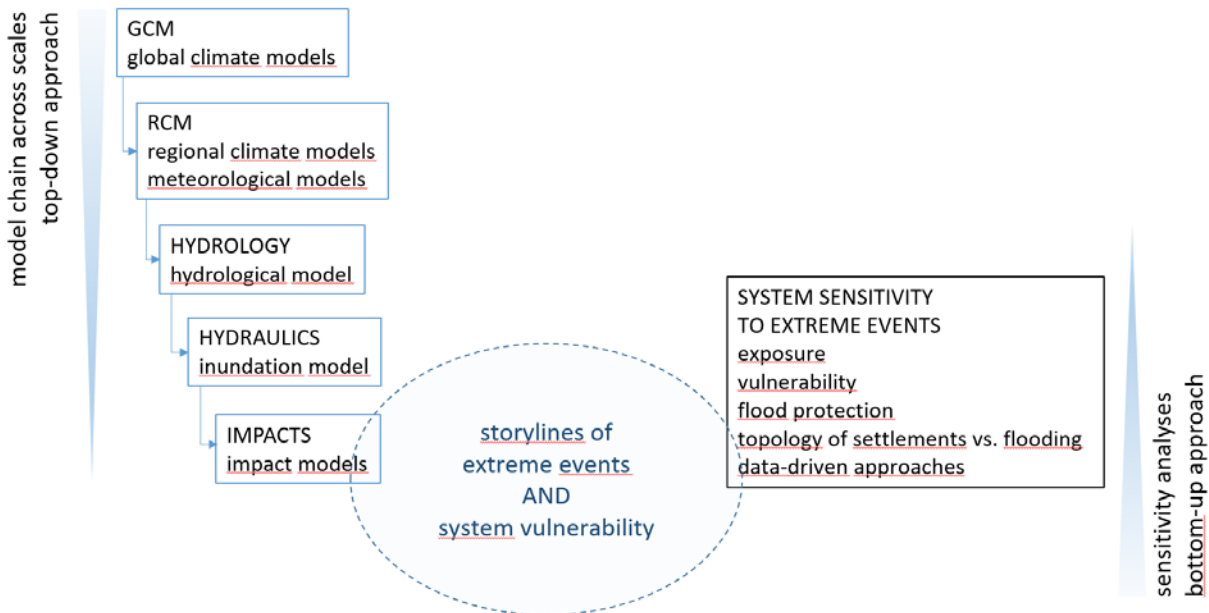 model chain across scales
top-down approach
GCM
global climate models
RCM
regional climate models
meteorological models
HYDROLOGY
hydrological model
HYDRAULICS
inundation model
IMPACTS
impact models
storylines of
extreme events
AND
system vulnerability
SYSTEM SENSITIVITY
TO EXTREME EVENTS
exposure
vulnerability
flood protection
topology of settlements vs. flooding
data-driven approaches
sensitivity analyses
bottom-up approach